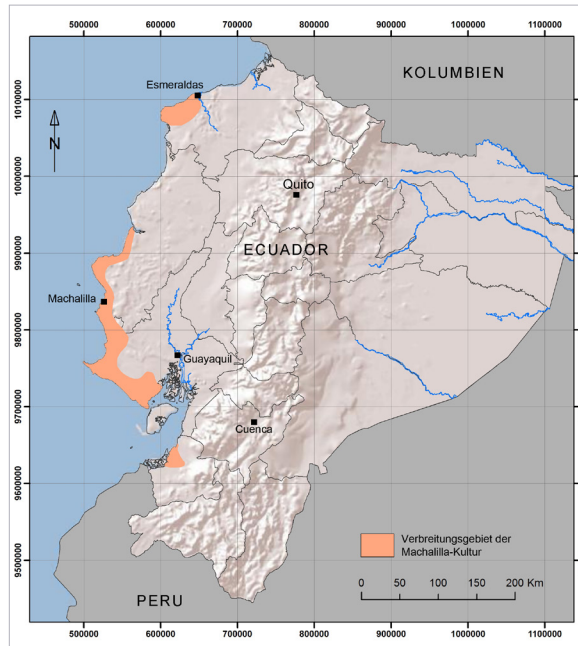 500000 600000 700000 800000 900000 1000000 1100000
KOLUMBIEN
Esmeraldas
10100000
N
10000000
Quito
ECUADOR
9900000
Machalilla
9800000
Guayaquil
9700000
Cuenca
9600000
Verbreitungsgebiet der
Machalilla-Kultur
9500000
0 50 100 150 200 Km
PERU
500000 600000 700000 800000 900000 1000000 1100000